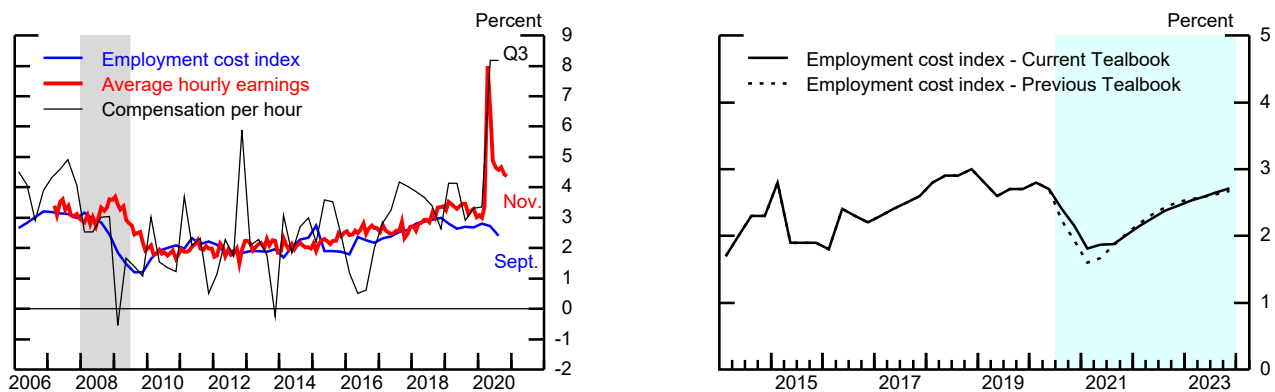 Percent
9
8
7
6
5
4
3
2
1
0
-1
-2
Employment cost index
Average hourly earnings
Compensation per hour
Q3
Nov.
Sept.
2006 2008 2010 2012 2014 2016 2018 2020
Percent
5
4
3
2
1
0
Employment cost index - Current Tealbook
Employment cost index - Previous Tealbook
2015 2017 2019 2021 2023